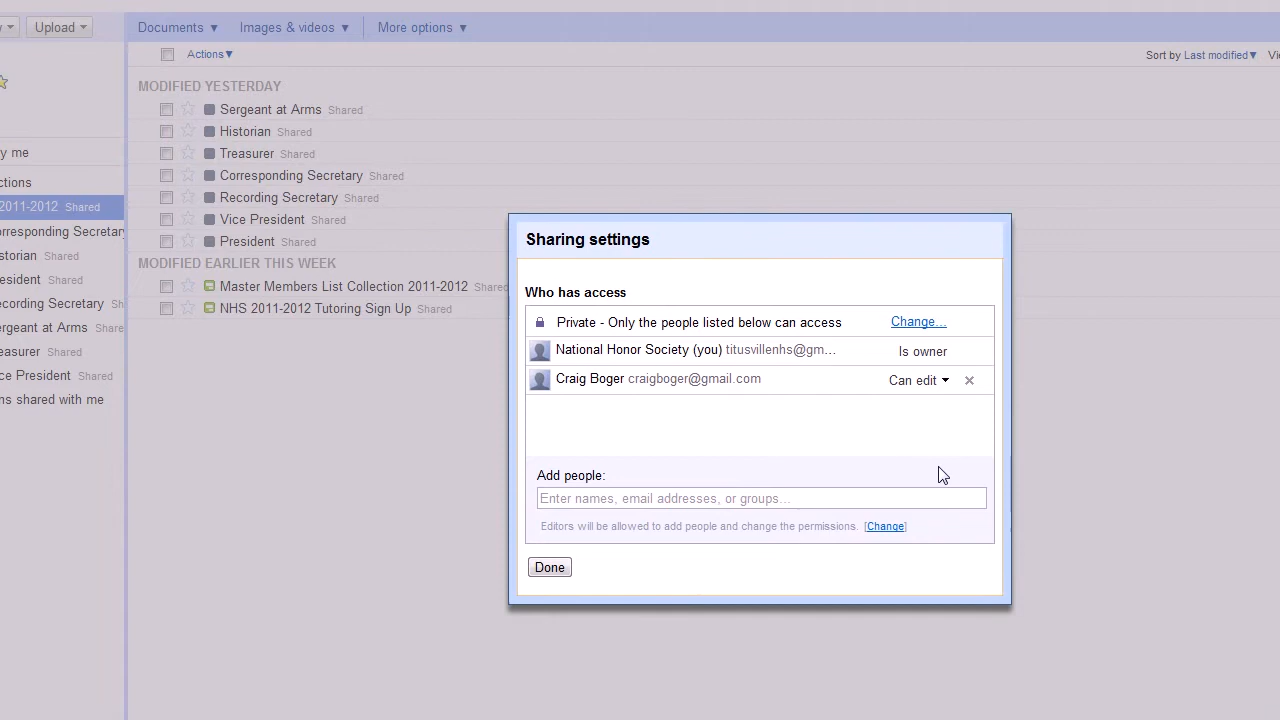 Upload
Documents
Images & videos
More options
Actions
Sort by Last modified
MODIFIED YESTERDAY
Sergeant at Arms Shared
Historian Shared
Treasurer Shared
Corresponding Secretary Shared
Recording Secretary Shared
Vice President Shared
President Shared
MODIFIED EARLIER THIS WEEK
Master Members List Collection 2011-2012 Shared
NHS 2011-2012 Tutoring Sign Up Shared
y me
ctions
2011-2012 Shared
orresponding Secretary
istorian Shared
esident Shared
ecording Secretary Sh
ergeant at Arms Shared
easurer Shared
ce President Shared
ns shared with me
Sharing settings
Who has access
Private - Only the people listed below can access Change...
National Honor Society (you) titusvillenhs@gm... Is owner
Craig Boger craigboger@gmail.com Can edit
Add people:
Enter names, email addresses, or groups...
Editors will be allowed to add people and change the permissions. [Change]
Done